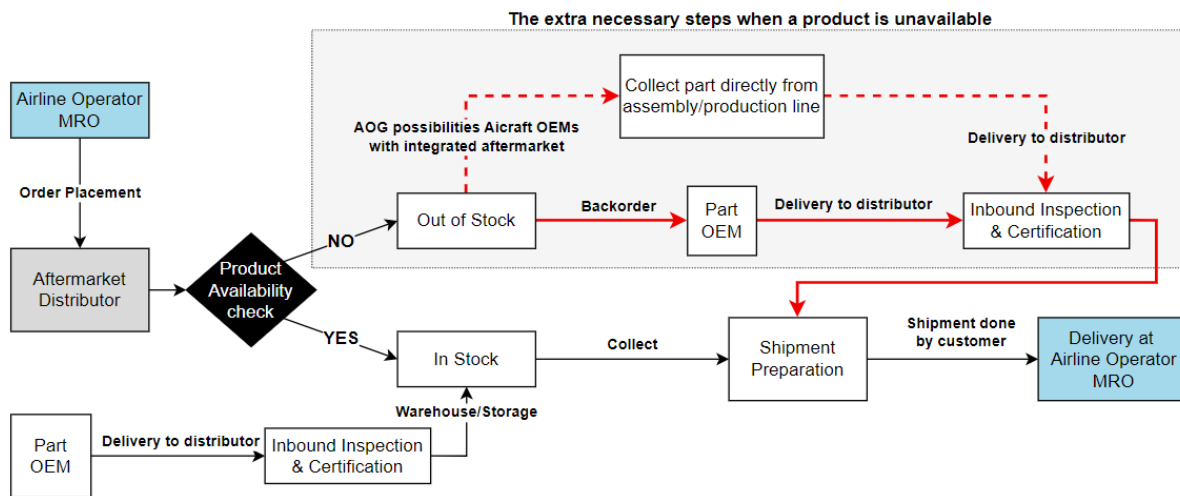 The extra necessary steps when a product is unavailable
Airline Operator
MRO
Collect part directly from
assembly/production line
AOG possibilities Aicraft OEMs
with integrated aftermarket
Delivery to distributor
Order Placement
Out of Stock
Backorder
Part
OEM
Delivery to distributor
Inbound Inspection
& Certification
NO
Aftermarket
Distributor
Product
Availability
check
YES
In Stock
Collect
Shipment
Preparation
Shipment done
by customer
Delivery at
Airline Operator
MRO
Warehouse/Storage
Part
OEM
Delivery to distributor
Inbound Inspection
& Certification